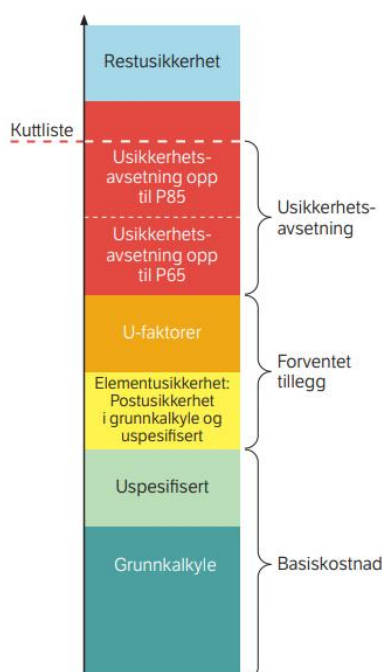 Restusikkerhet
Kuttliste
Usikkerhets-
avsetning opp
til P85
Usikkerhets-
avsetning
Usikkerhets-
avsetning opp
til P65
U-faktorer
Forventet
tillegg
Elementusikkerhet:
Postusikkerhet
i grunnkalkyle og
uspesifisert
Uspesifisert
Grunnkalkyle
Basiskostnad